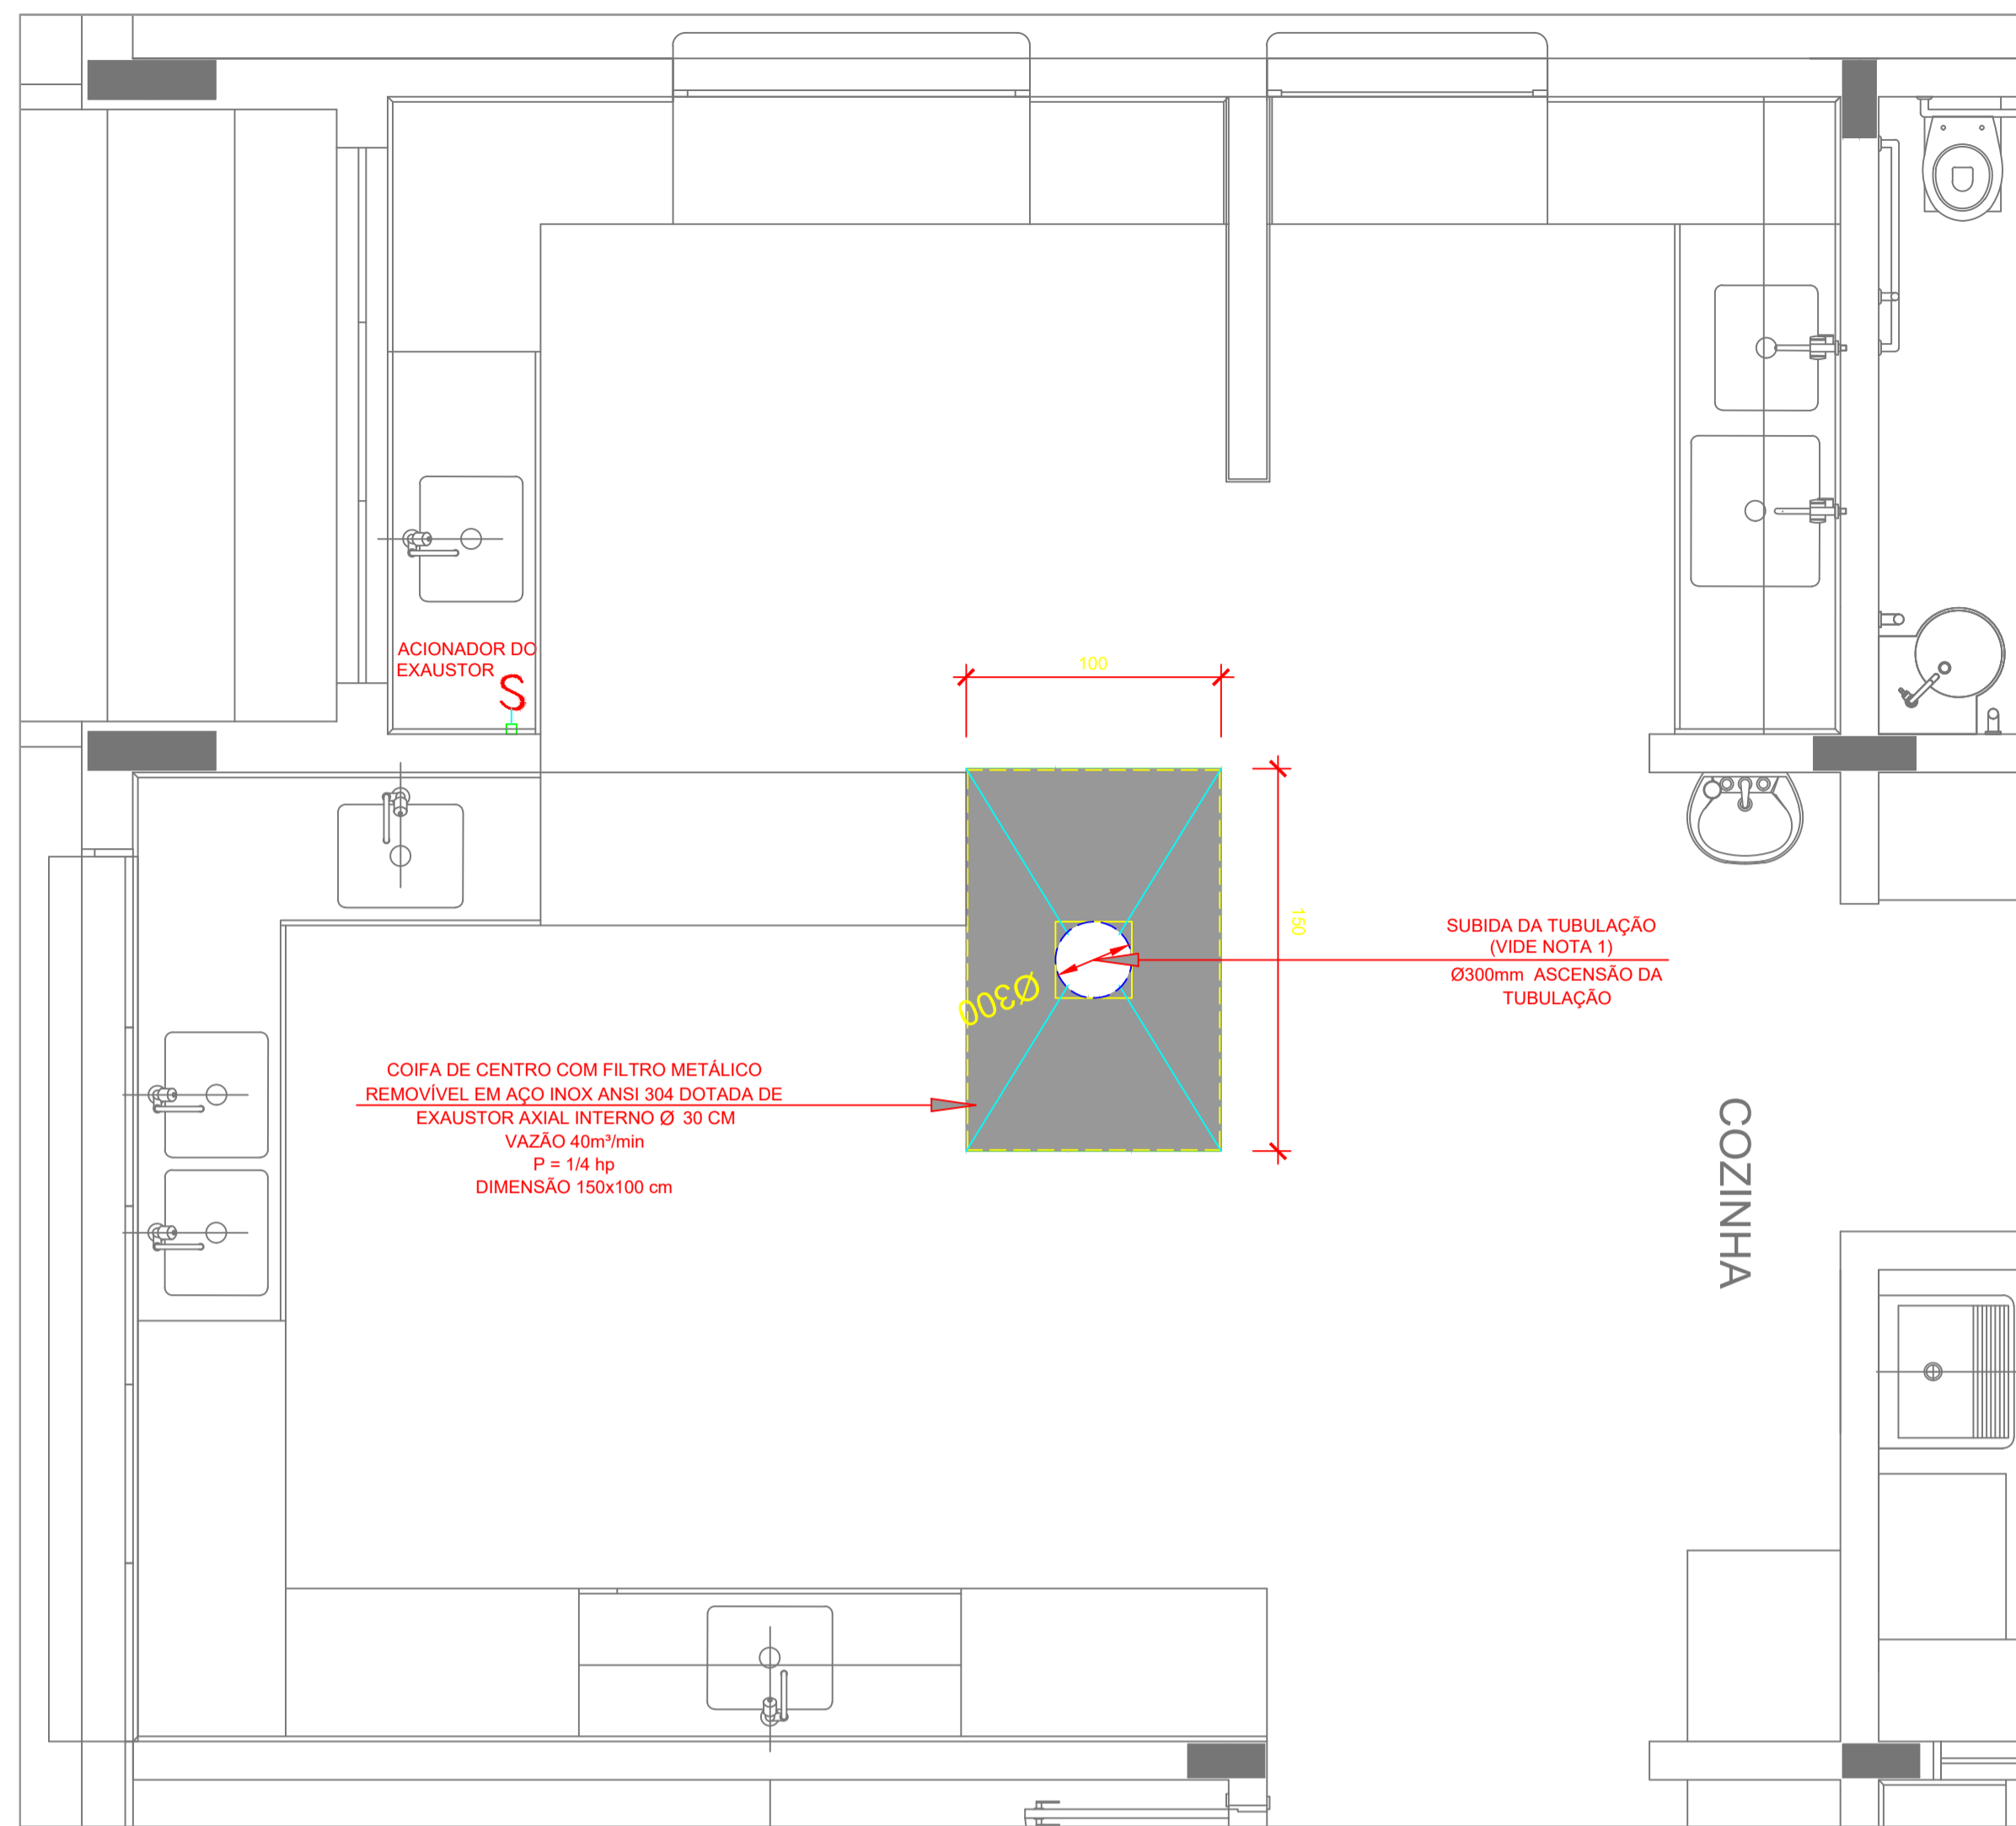 ACIONADOR DO
EXAUSTOR
S
100
150
SUBIDA DA TUBULAÇÃO
(VIDE NOTA 1)
Ø300mm ASCENSÃO DA
TUBULAÇÃO
Ø300
COIFA DE CENTRO COM FILTRO METÁLICO
REMOVÍVEL EM AÇO INOX ANSI 304 DOTADA DE
EXAUSTOR AXIAL INTERNO Ø 30 CM
VAZÃO 40m³/min
P = 1/4 hp
DIMENSÃO 150x100 cm
COZINHA